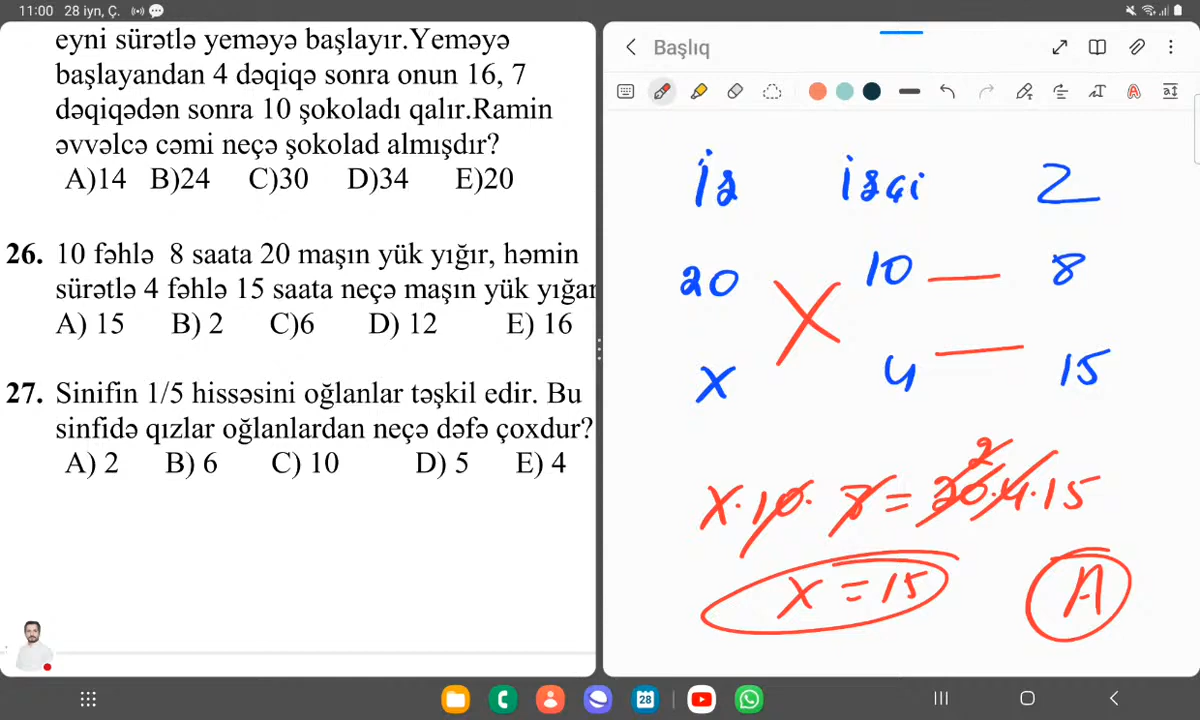 11:00 28 iyn, Ç.
eyni sürətlə yeməyə başlayır.Yeməyə
başlayandan 4 dəqiqə sonra onun 16, 7
dəqiqədən sonra 10 şokoladı qalır.Ramin
əvvəlcə cəmi neçə şokolad almışdır?
A)14 B)24 C)30 D)34 E)20
26. 10 fəhlə 8 saata 20 maşın yük yığır, həmin
sürətlə 4 fəhlə 15 saata neçə maşın yük yığar
A) 15 B) 2 C)6 D) 12 E) 16
27. Sinifin 1/5 hissəsini oğlanlar təşkil edir. Bu
sinfidə qızlar oğlanlardan neçə dəfə çoxdur?
A) 2 B) 6 C) 10 D) 5 E) 4
Başlıq
İş işçi Z
20 10 8
x 4 15
2
x·10·8=20·4·15
x=15 A
28